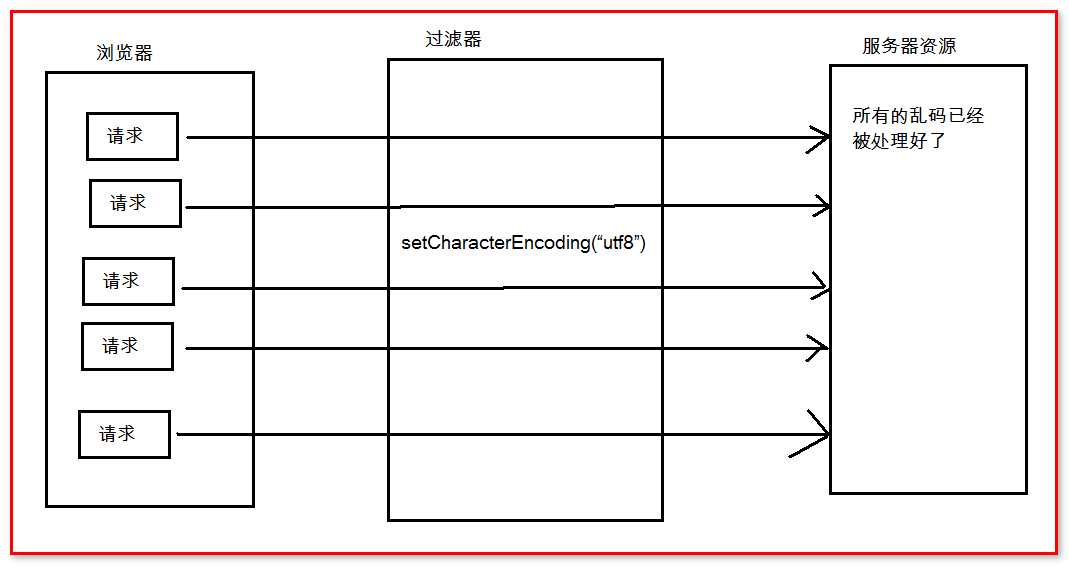 浏览器
过滤器
服务器资源
请求
请求
请求
请求
请求
setCharacterEncoding(“utf8”)
所有的乱码已经
被处理好了